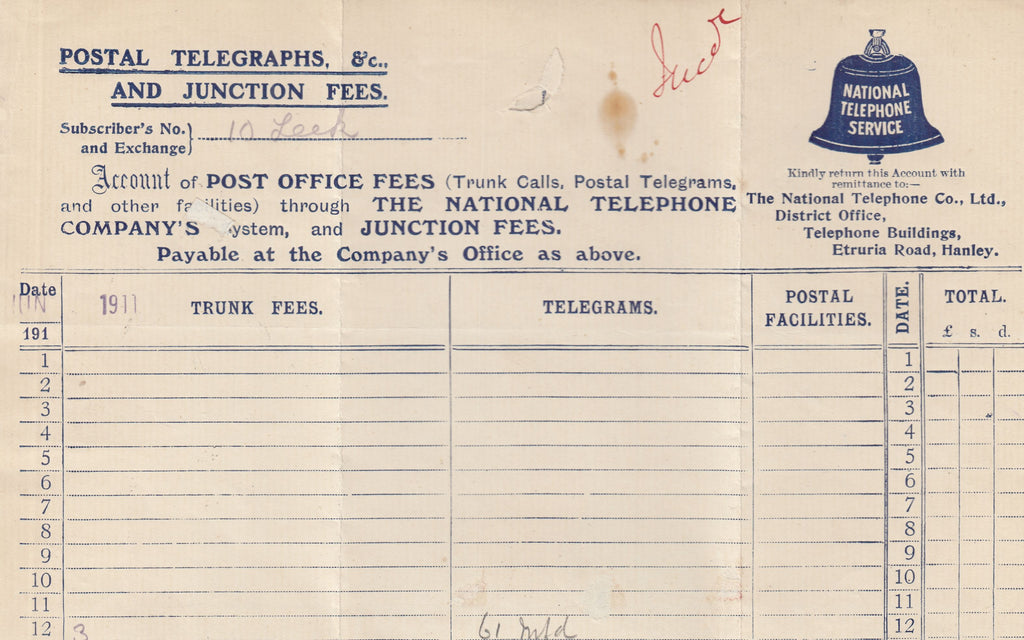 POSTAL TELEGRAPHS, &c.,
AND JUNCTION FEES.
Subscriber's No.
and Exchange
10 Leek
Account of POST OFFICE FEES (Trunk Calls, Postal Telegrams,
and other facilities) through THE NATIONAL TELEPHONE
COMPANY'S ystem, and JUNCTION FEES.
Payable at the Company's Office as above.
NATIONAL
TELEPHONE
SERVICE
Kindly return this Account with
remittance to:—
The National Telephone Co., Ltd.,
District Office,
Telephone Buildings,
Etruria Road, Hanley.
Date
JUN 1911
191
TRUNK FEES.
TELEGRAMS.
POSTAL
FACILITIES.
DATE.
TOTAL.
£ s. d.
1 1
2 2
3 3
4 4
5 5
6 6
7 7
8 8
9 9
10 10
11 11
12 3 61 12